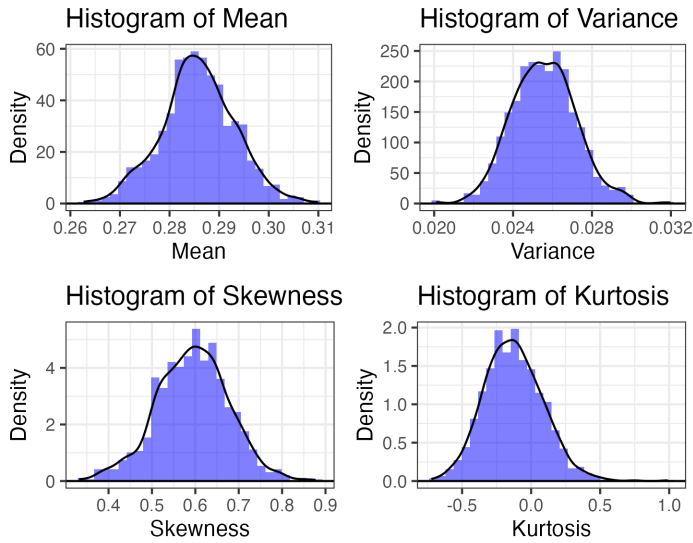 Histogram of Mean
Density
60
40
20
0
0.26 0.27 0.28 0.29 0.30 0.31
Mean
Histogram of Variance
Density
250
200
150
100
50
0
0.020 0.024 0.028 0.032
Variance
Histogram of Skewness
Density
4
2
0
0.4 0.5 0.6 0.7 0.8 0.9
Skewness
Histogram of Kurtosis
Density
2.0
1.5
1.0
0.5
0.0
-0.5 0.0 0.5 1.0
Kurtosis